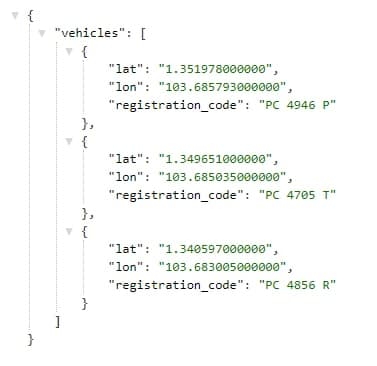 {
"vehicles": [
{
"lat": "1.351978000000",
"lon": "103.685793000000",
"registration_code": "PC 4946 P"
},
{
"lat": "1.349651000000",
"lon": "103.685035000000",
"registration_code": "PC 4705 T"
},
{
"lat": "1.340597000000",
"lon": "103.683005000000",
"registration_code": "PC 4856 R"
}
]
}